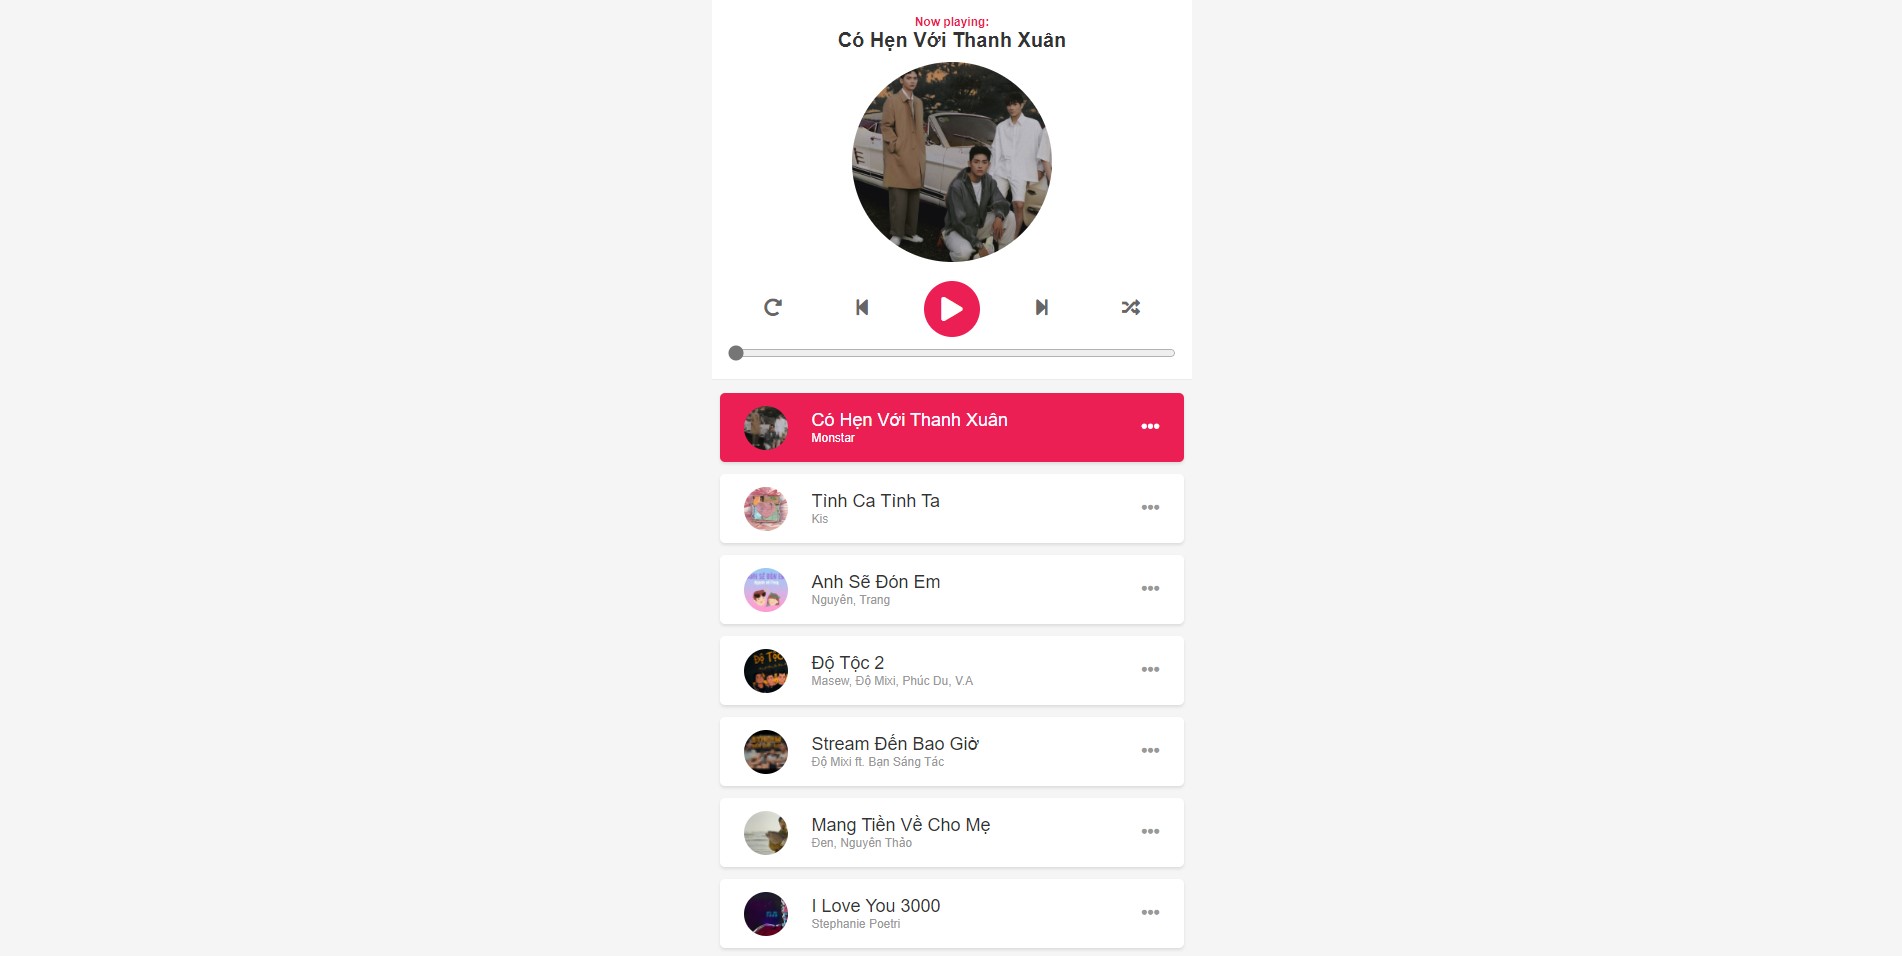 Now playing:
Có Hẹn Với Thanh Xuân
Có Hẹn Với Thanh Xuân
Monstar
Tình Ca Tình Ta
Kis
Anh Sẽ Đón Em
Nguyên, Trang
Độ Tộc 2
Masew, Độ Mixi, Phúc Du, V.A
Stream Đến Bao Giờ
Độ Mixi ft. Bạn Sáng Tác
Mang Tiền Về Cho Mẹ
Đen, Nguyên Thảo
I Love You 3000
Stephanie Poetri